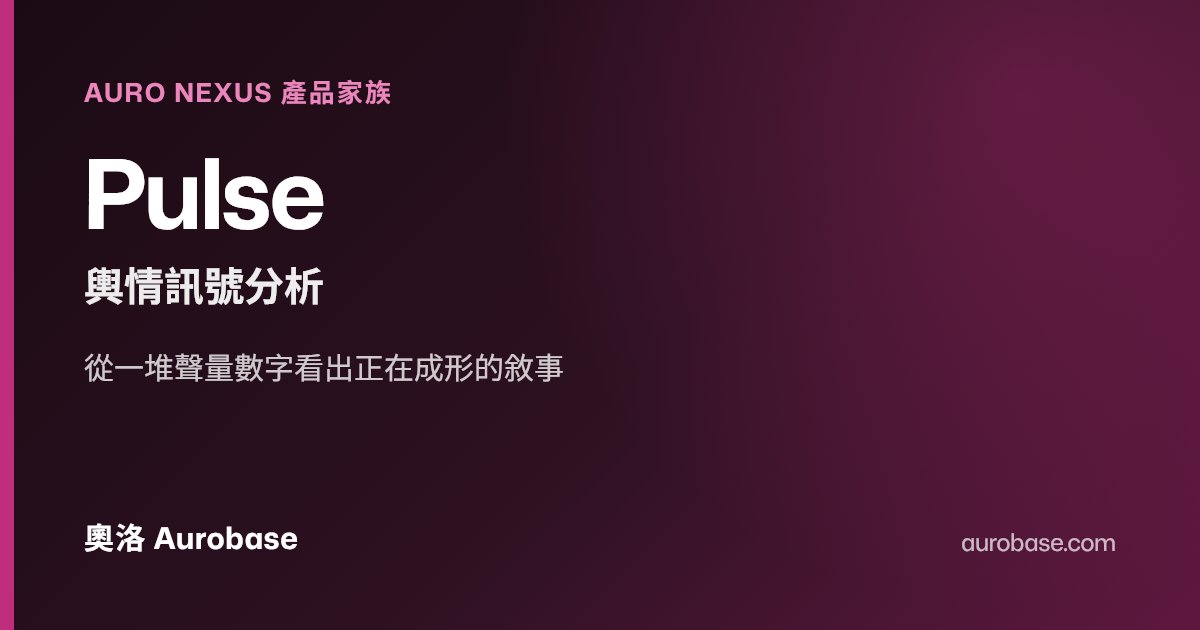 AURO NEXUS 產品家族
Pulse
輿情訊號分析
從一堆聲量數字看出正在成形的敘事
奧洛 Aurobase
aurobase.com